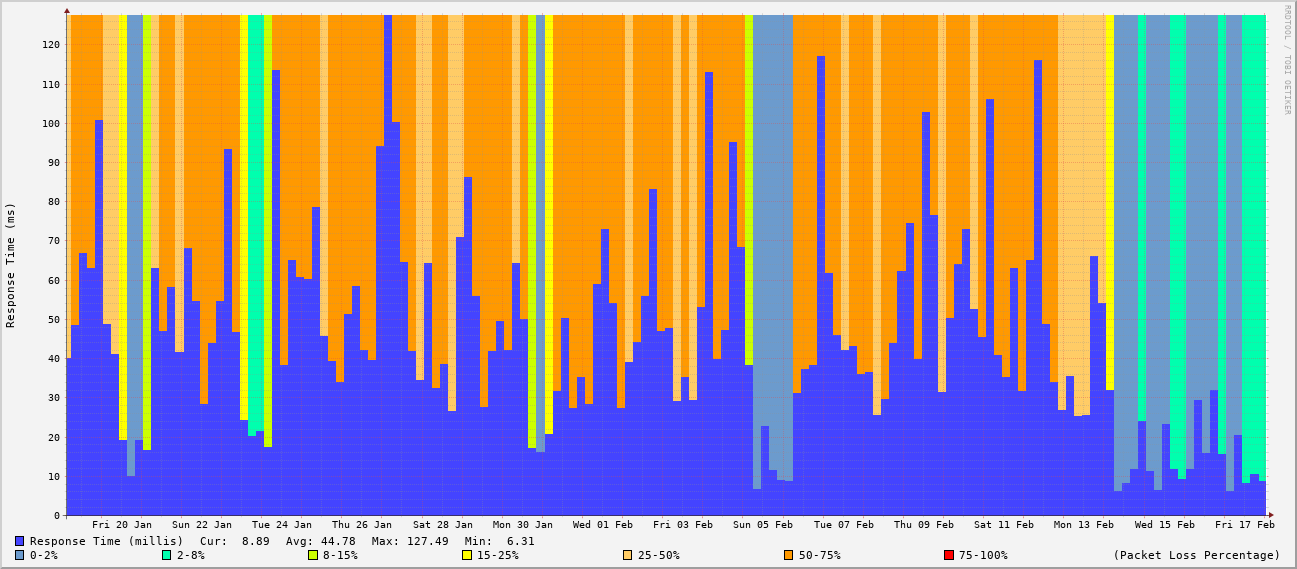 RRDTOOL / TOBI OETIKER
Response Time (ms)
120
110
100
90
80
70
60
50
40
30
20
10
0
Fri 20 Jan Sun 22 Jan Tue 24 Jan Thu 26 Jan Sat 28 Jan Mon 30 Jan Wed 01 Feb Fri 03 Feb Sun 05 Feb Tue 07 Feb Thu 09 Feb Sat 11 Feb Mon 13 Feb Wed 15 Feb Fri 17 Feb
Response Time (millis) Cur: 8.89 Avg: 44.78 Max: 127.49 Min: 6.31
0-2% 2-8% 8-15% 15-25% 25-50% 50-75% 75-100% (Packet Loss Percentage)